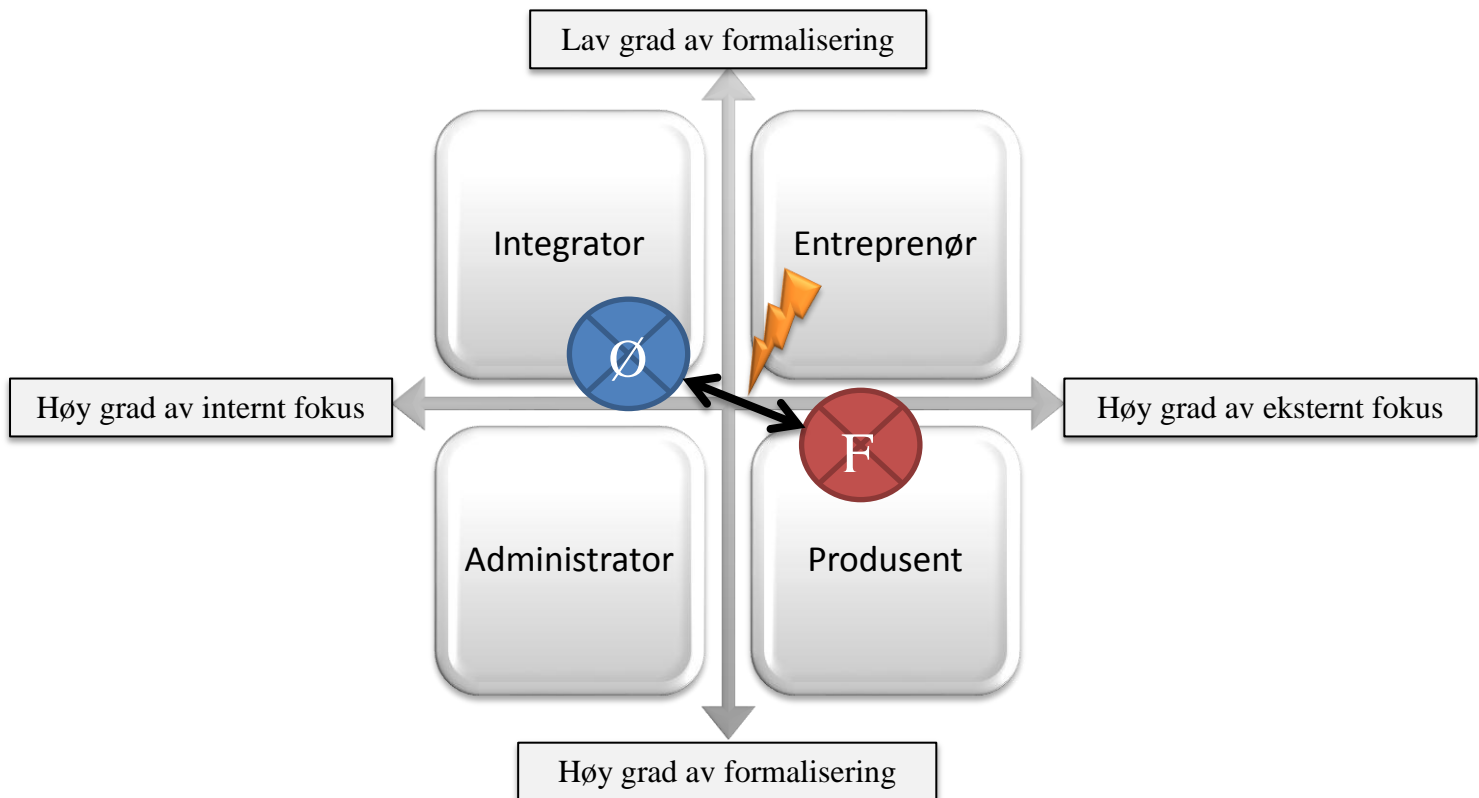 Lav grad av formalisering
Integrator
Entreprenør
Ø
Høy grad av internt fokus
Høy grad av eksternt fokus
F
Administrator
Produsent
Høy grad av formalisering